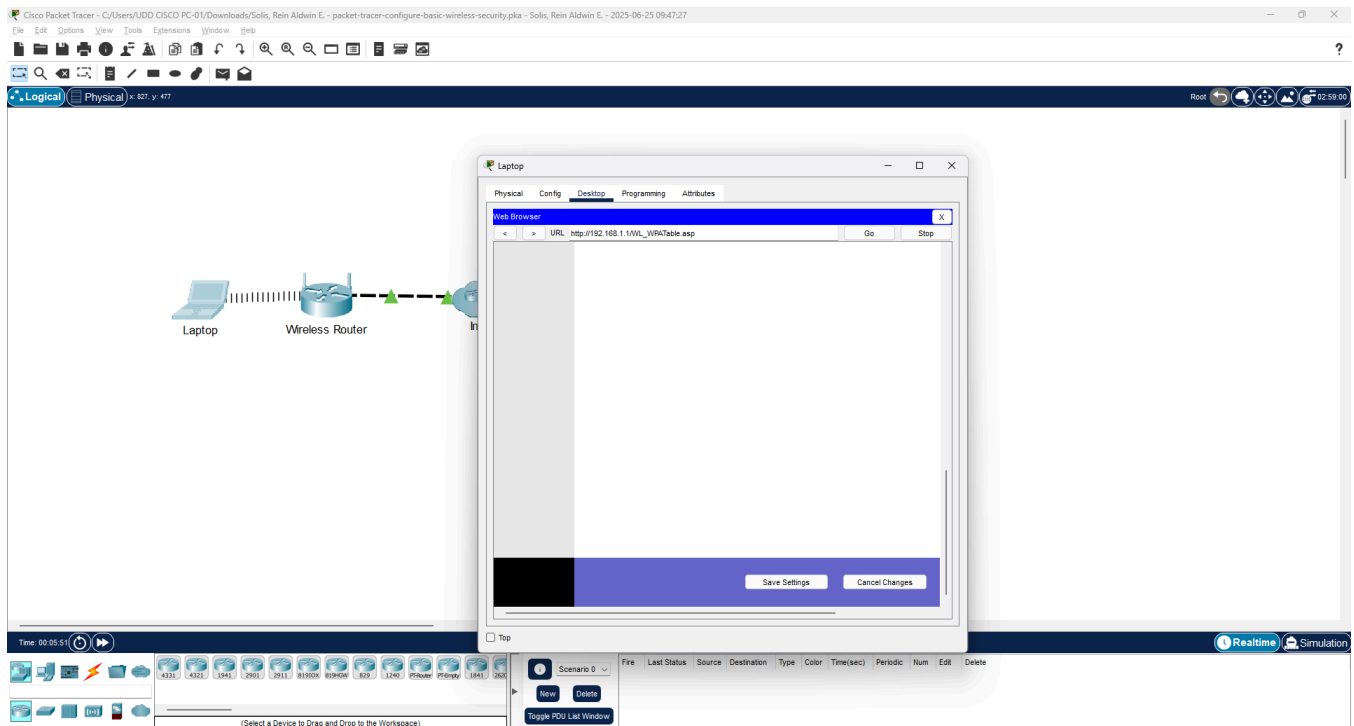 Cisco Packet Tracer - C:/Users/UDD CISCO PC-01/Downloads/Solis, Rein Aldwin E. - packet-tracer-configure-basic-wireless-security.pka - Solis, Rein Aldwin E. - 2025-06-25 09:47:27
File Edit Options View Tools Extensions Window Help
?
Logical Physical x: 827, y: 477 Root 02:59:00
Laptop
Physical Config Desktop Programming Attributes
Web Browser X
< > URL http://192.168.1.1/WL_WPATable.asp Go Stop
Laptop Wireless Router In
Save Settings Cancel Changes
Top
Time: 00:05:51 Realtime Simulation
4331 4321 1941 2901 2911 819IOX 819HGW 829 1240 PT-Router PT-Empty 1841 262
Scenario 0 Fire Last Status Source Destination Type Color Time(sec) Periodic Num Edit Delete
New Delete
Toggle PDU List Window
(Select a Device to Drag and Drop to the Workspace)